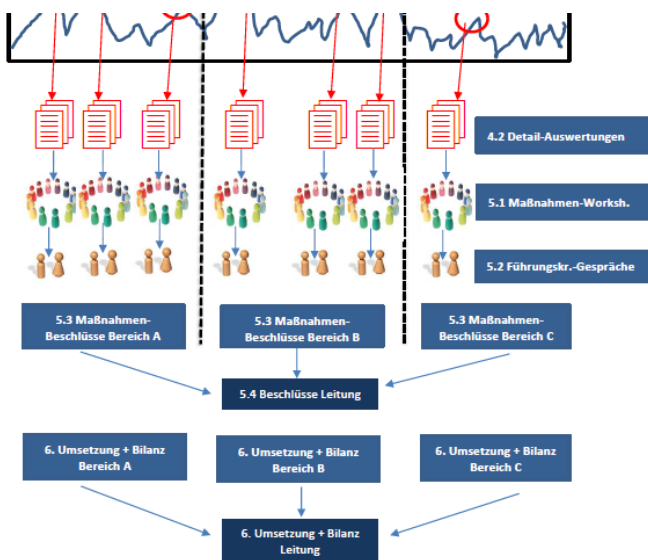 4.2 Detail-Auswertungen
5.1 Maßnahmen-Worksh.
5.2 Führungskr.-Gespräche
5.3 Maßnahmen-
Beschlüsse Bereich A
5.3 Maßnahmen-
Beschlüsse Bereich B
5.3 Maßnahmen-
Beschlüsse Bereich C
5.4 Beschlüsse Leitung
6. Umsetzung + Bilanz
Bereich A
6. Umsetzung + Bilanz
Bereich B
6. Umsetzung + Bilanz
Bereich C
6. Umsetzung + Bilanz
Leitung